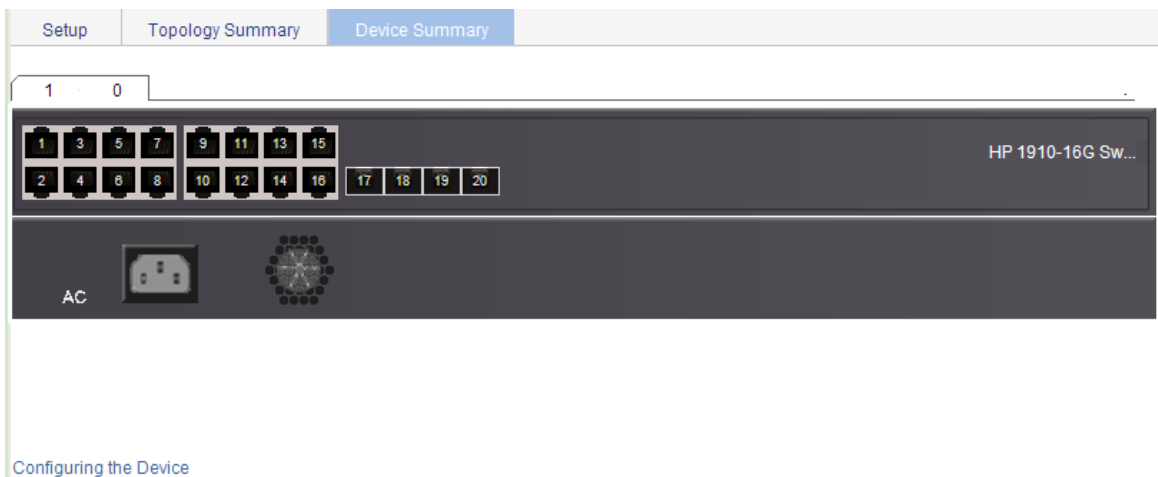 Setup Topology Summary Device Summary
1 0
1 3 5 7 9 11 13 15
HP 1910-16G Sw...
2 4 6 8 10 12 14 16 17 18 19 20
AC
Configuring the Device